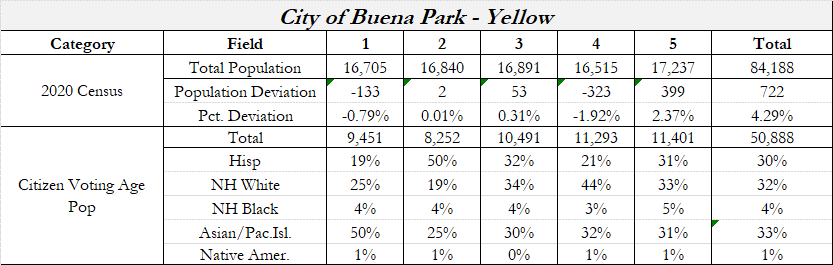 City of Buena Park - Yellow
Category Field 1 2 3 4 5 Total
2020 Census
Total Population 16,705 16,840 16,891 16,515 17,237 84,188
Population Deviation -133 2 53 -323 399 722
Pct. Deviation -0.79% 0.01% 0.31% -1.92% 2.37% 4.29%
Citizen Voting Age
Pop
Total 9,451 8,252 10,491 11,293 11,401 50,888
Hisp 19% 50% 32% 21% 31% 30%
NH White 25% 19% 34% 44% 33% 32%
NH Black 4% 4% 4% 3% 5% 4%
Asian/Pac.Isl. 50% 25% 30% 32% 31% 33%
Native Amer. 1% 1% 0% 1% 1% 1%